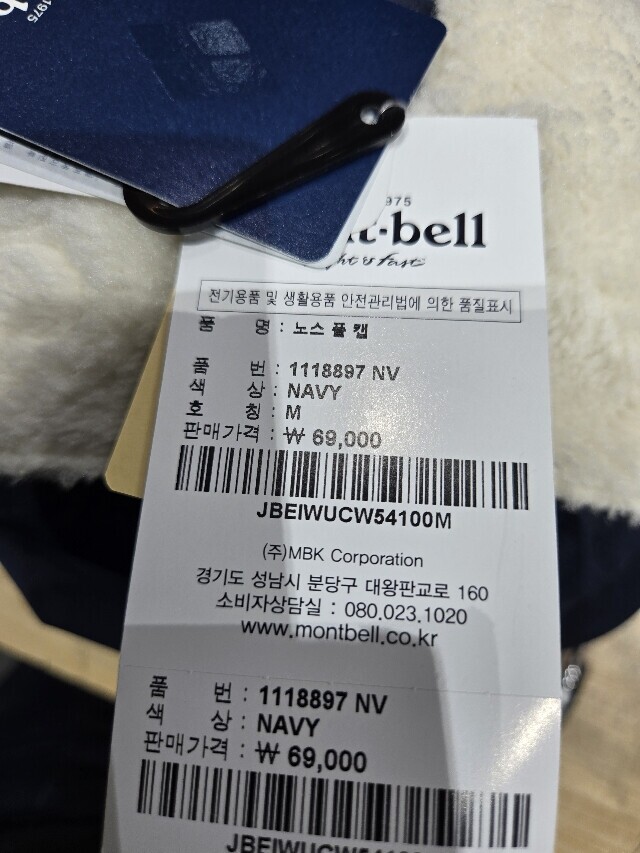 1975
975
t-bell
ght & fast
전기용품 및 생활용품 안전관리법에 의한 품질표시
품 명 : 노스 폴 캡
품 번 : 1118897 NV
색 상 : NAVY
호 칭 : M
판매가격 : ₩ 69,000
JBEIWUCW54100M
(주)MBK Corporation
경기도 성남시 분당구 대왕판교로 160
소비자상담실 : 080.023.1020
www.montbell.co.kr
품 번 : 1118897 NV
색 상 : NAVY
판매가격 : ₩ 69,000